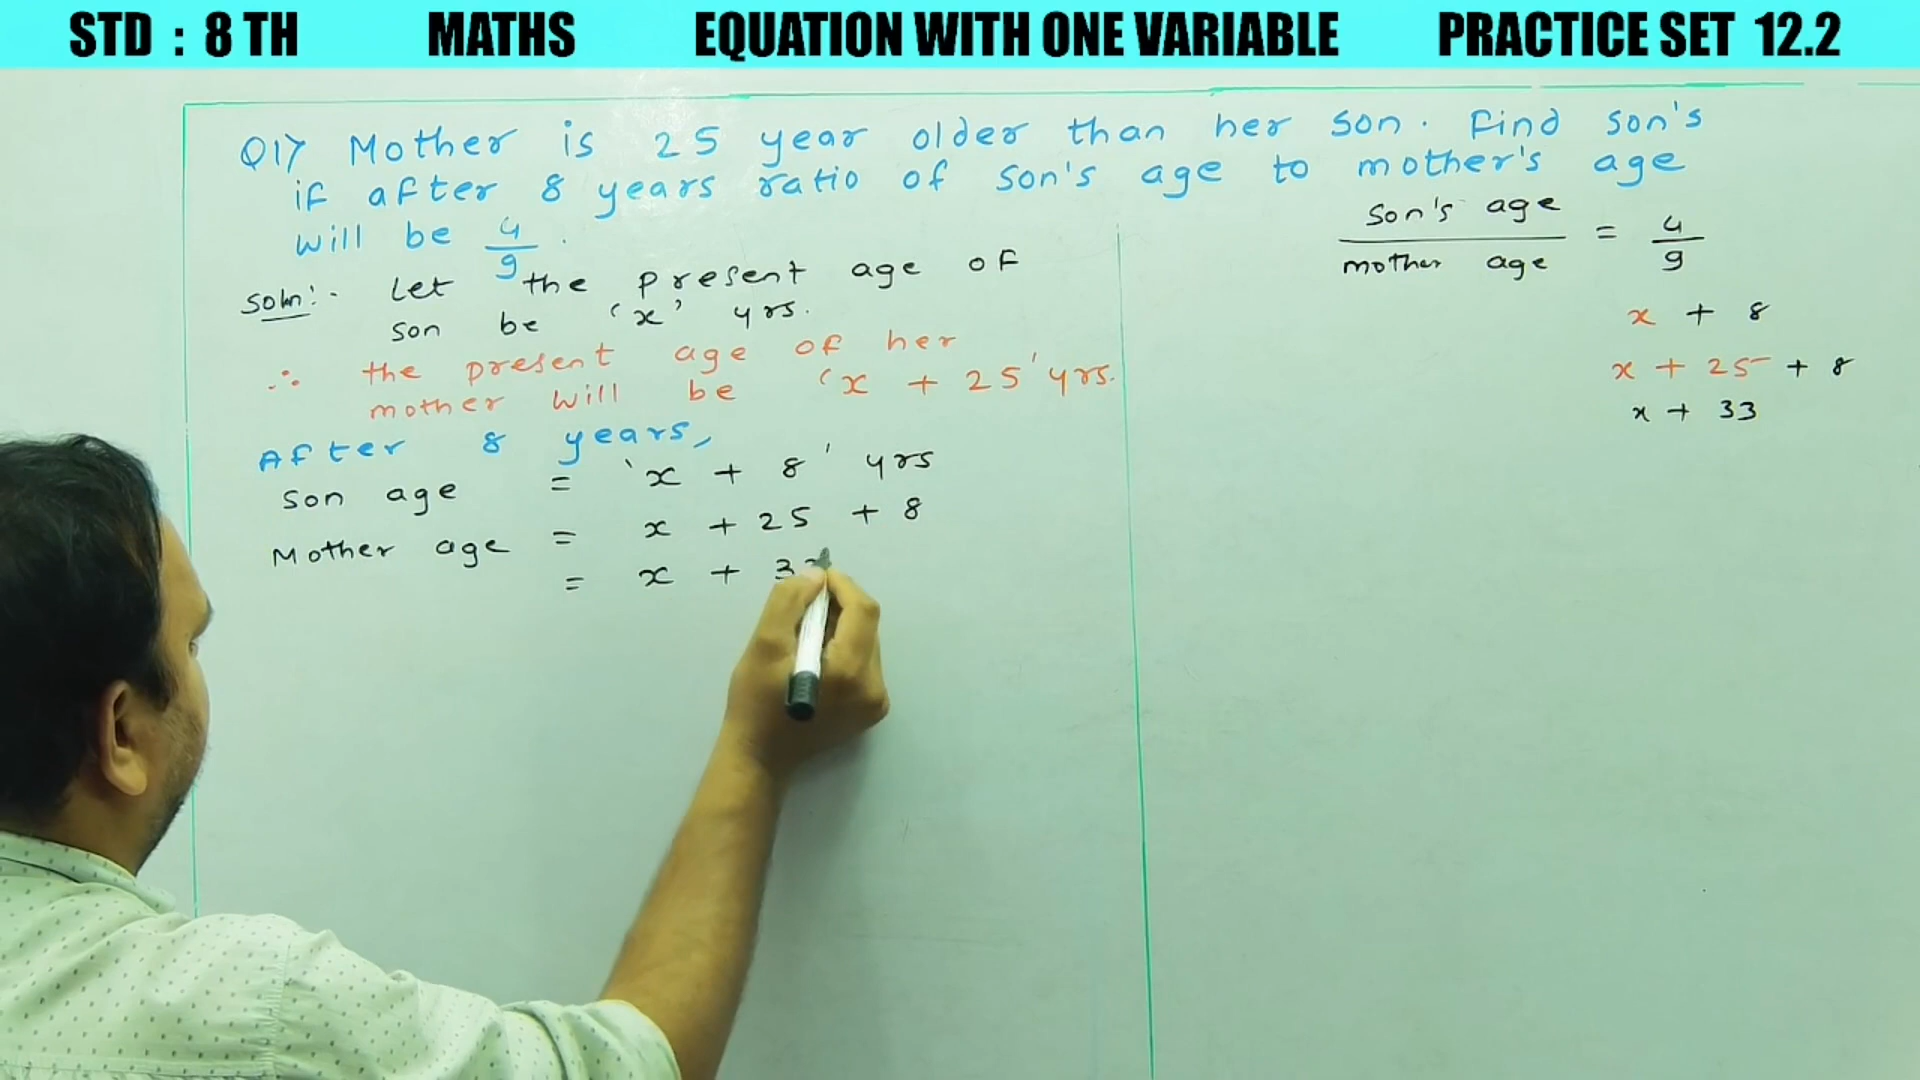 STD : 8 TH MATHS EQUATION WITH ONE VARIABLE PRACTICE SET 12.2
Q1) Mother is 25 year older than her son. Find son's
if after 8 years ratio of son's age to mother's age
will be 4/9.
Soln:- Let the present age of
son be 'x' yrs.
∴ the present age of her
mother will be 'x + 25' yrs.
After 8 years,
Son age = 'x + 8' yrs
Mother age = x + 25 + 8
= x + 33
Son's age / mother age = 4/9
x + 8
x + 25 + 8
x + 33